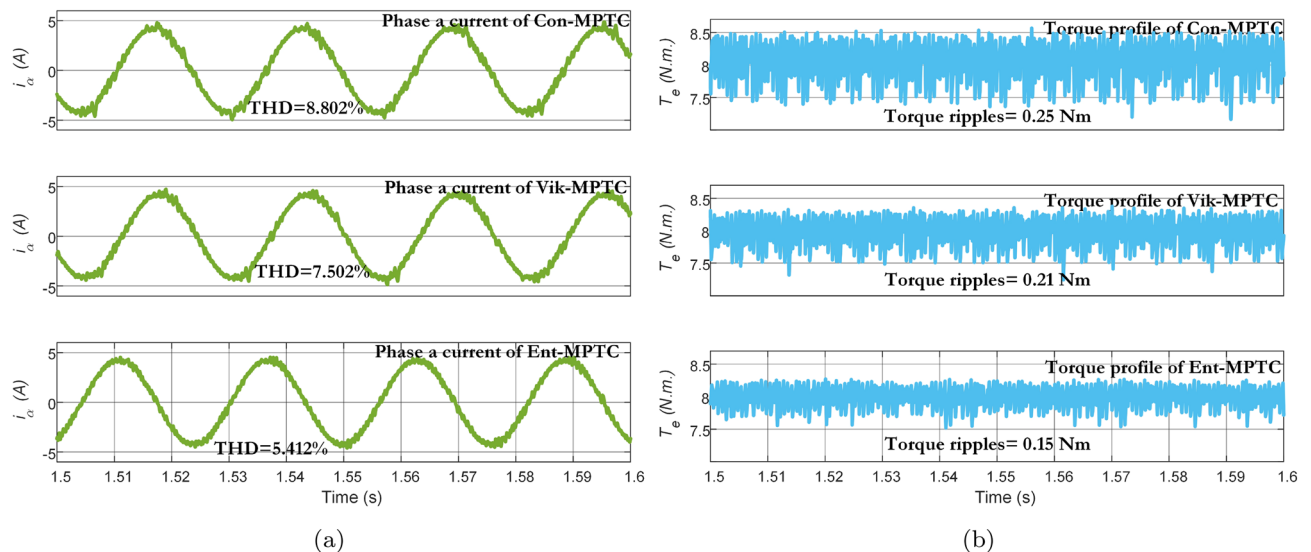 Phase a current of Con-MPTC
5
0
-5
i_α (A)
THD=8.802%
Phase a current of Vik-MPTC
5
0
-5
i_α (A)
THD=7.502%
Phase a current of Ent-MPTC
5
0
-5
i_α (A)
THD=5.412%
1.5 1.51 1.52 1.53 1.54 1.55 1.56 1.57 1.58 1.59 1.6
Time (s)
(a)
Torque profile of Con-MPTC
8.5
8
7.5
T_e (N.m.)
Torque ripples= 0.25 Nm
Torque profile of Vik-MPTC
8.5
8
7.5
T_e (N.m.)
Torque ripples= 0.21 Nm
Torque profile of Ent-MPTC
8.5
8
7.5
T_e (N.m.)
Torque ripples= 0.15 Nm
1.5 1.51 1.52 1.53 1.54 1.55 1.56 1.57 1.58 1.59 1.6
Time (s)
(b)